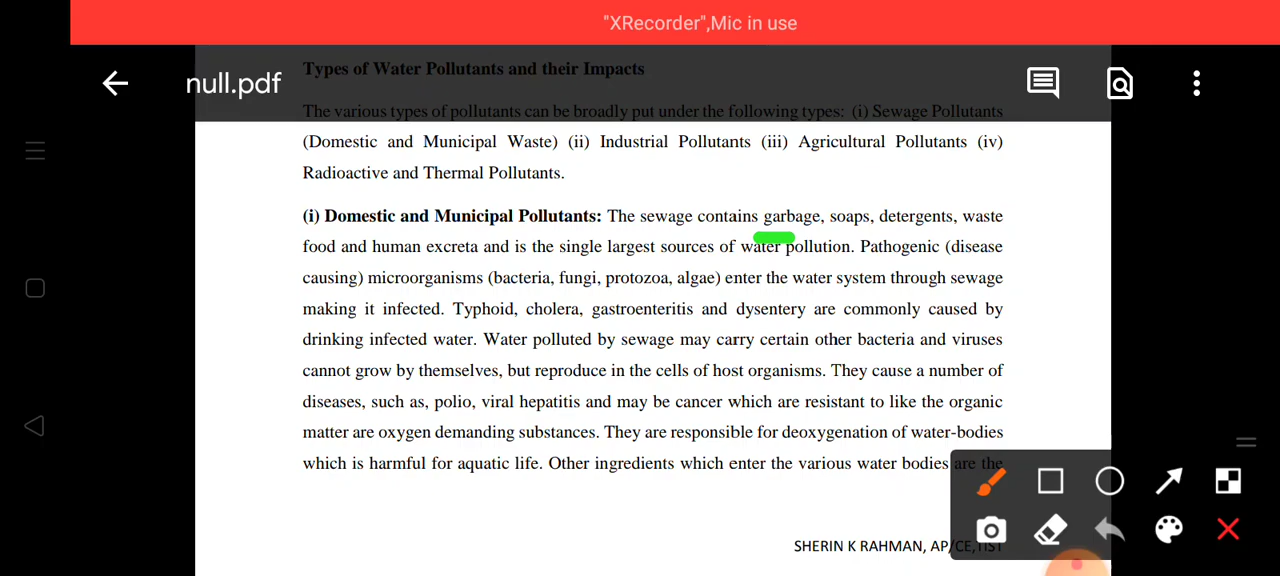 "XRecorder",Mic in use
null.pdf
Types of Water Pollutants and their Impacts
The various types of pollutants can be broadly put under the following types: (i) Sewage Pollutants
(Domestic and Municipal Waste) (ii) Industrial Pollutants (iii) Agricultural Pollutants (iv)
Radioactive and Thermal Pollutants.
(i) Domestic and Municipal Pollutants: The sewage contains garbage, soaps, detergents, waste
food and human excreta and is the single largest sources of water pollution. Pathogenic (disease
causing) microorganisms (bacteria, fungi, protozoa, algae) enter the water system through sewage
making it infected. Typhoid, cholera, gastroenteritis and dysentery are commonly caused by
drinking infected water. Water polluted by sewage may carry certain other bacteria and viruses
cannot grow by themselves, but reproduce in the cells of host organisms. They cause a number of
diseases, such as, polio, viral hepatitis and may be cancer which are resistant to like the organic
matter are oxygen demanding substances. They are responsible for deoxygenation of water-bodies
which is harmful for aquatic life. Other ingredients which enter the various water bodies are the
SHERIN K RAHMAN, AP/CE,TIST